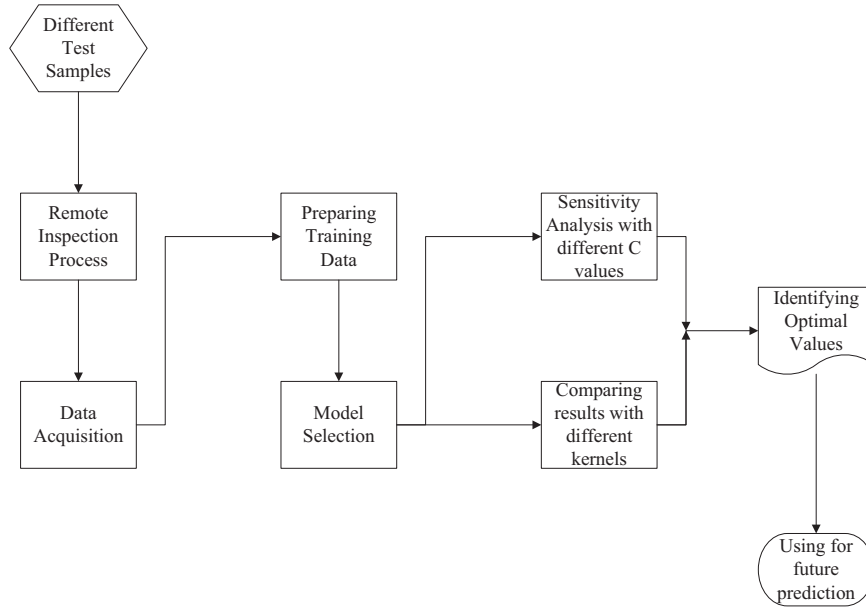 Different
Test
Samples
Remote
Inspection
Process
Data
Acquisition
Preparing
Training
Data
Model
Selection
Sensitivity
Analysis with
different C
values
Comparing
results with
different
kernels
Identifying
Optimal
Values
Using for
future
prediction